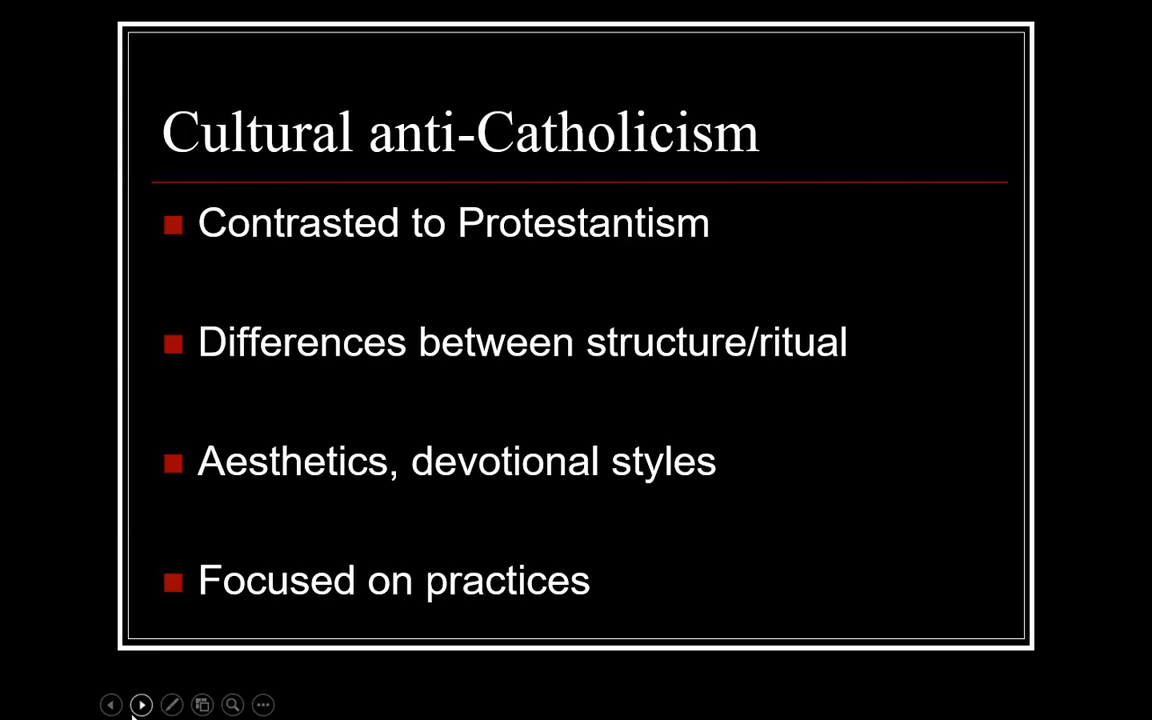 Cultural anti-Catholicism
Contrasted to Protestantism
Differences between structure/ritual
Aesthetics, devotional styles
Focused on practices